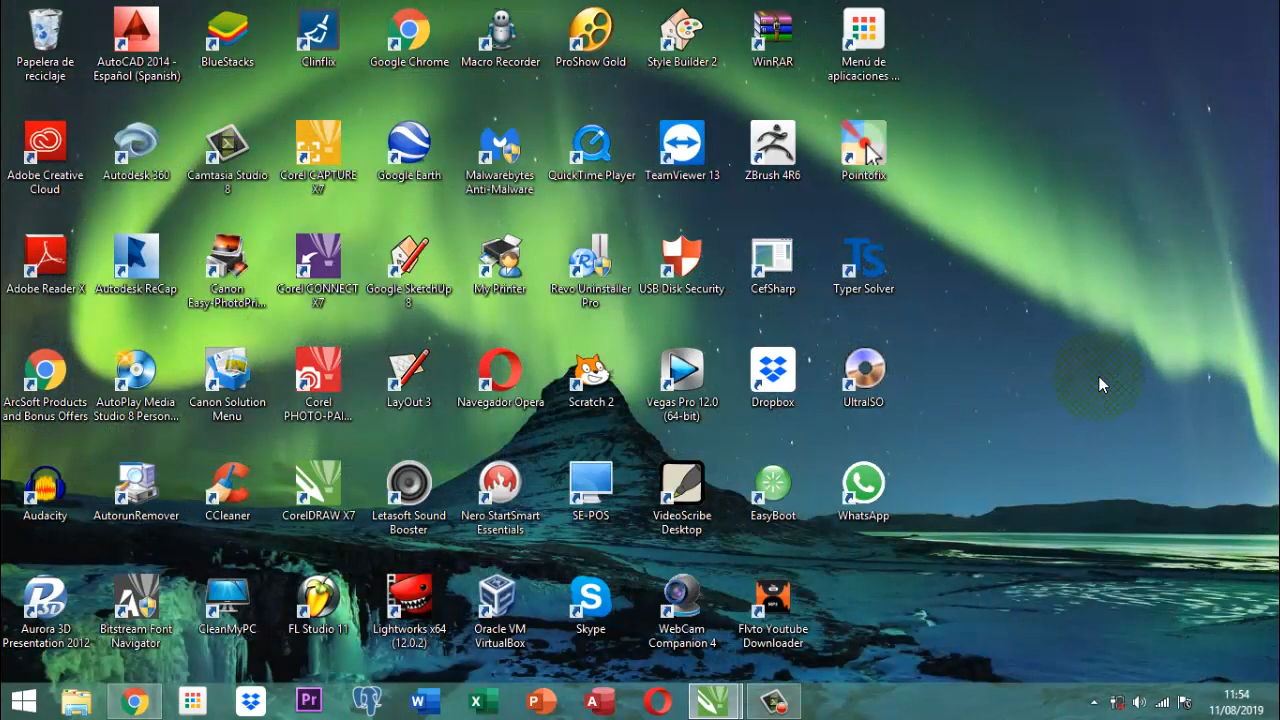 Papelera de
reciclaje
AutoCAD 2014 -
Español (Spanish)
BlueStacks
Clinflix
Google Chrome
Macro Recorder
ProShow Gold
Style Builder 2
WinRAR
Menú de
aplicaciones ...
Adobe Creative
Cloud
Autodesk 360
Camtasia Studio
8
Corel CAPTURE
X7
Google Earth
Malwarebytes
Anti-Malware
QuickTime Player
TeamViewer 13
ZBrush 4R6
Pointofix
Adobe Reader X
Autodesk ReCap
Canon
Easy-PhotoPri...
Corel CONNECT
X7
Google SketchUp
8
My Printer
Revo Uninstaller
Pro
USB Disk Security
CefSharp
Ts
Typer Solver
ArcSoft Products
and Bonus Offers
AutoPlay Media
Studio 8 Person...
Canon Solution
Menu
Corel
PHOTO-PAI...
LayOut 3
Navegador Opera
Scratch 2
Vegas Pro 12.0
(64-bit)
Dropbox
UltraISO
Audacity
AutorunRemover
CCleaner
CorelDRAW X7
Letasoft Sound
Booster
Nero StartSmart
Essentials
SE-POS
VideoScribe
Desktop
EasyBoot
WhatsApp
Aurora 3D
Presentation 2012
Bitstream Font
Navigator
CleanMyPC
FL Studio 11
Lightworks x64
(12.0.2)
Oracle VM
VirtualBox
Skype
WebCam
Companion 4
Flvto Youtube
Downloader
Pr
11:54
11/08/2019